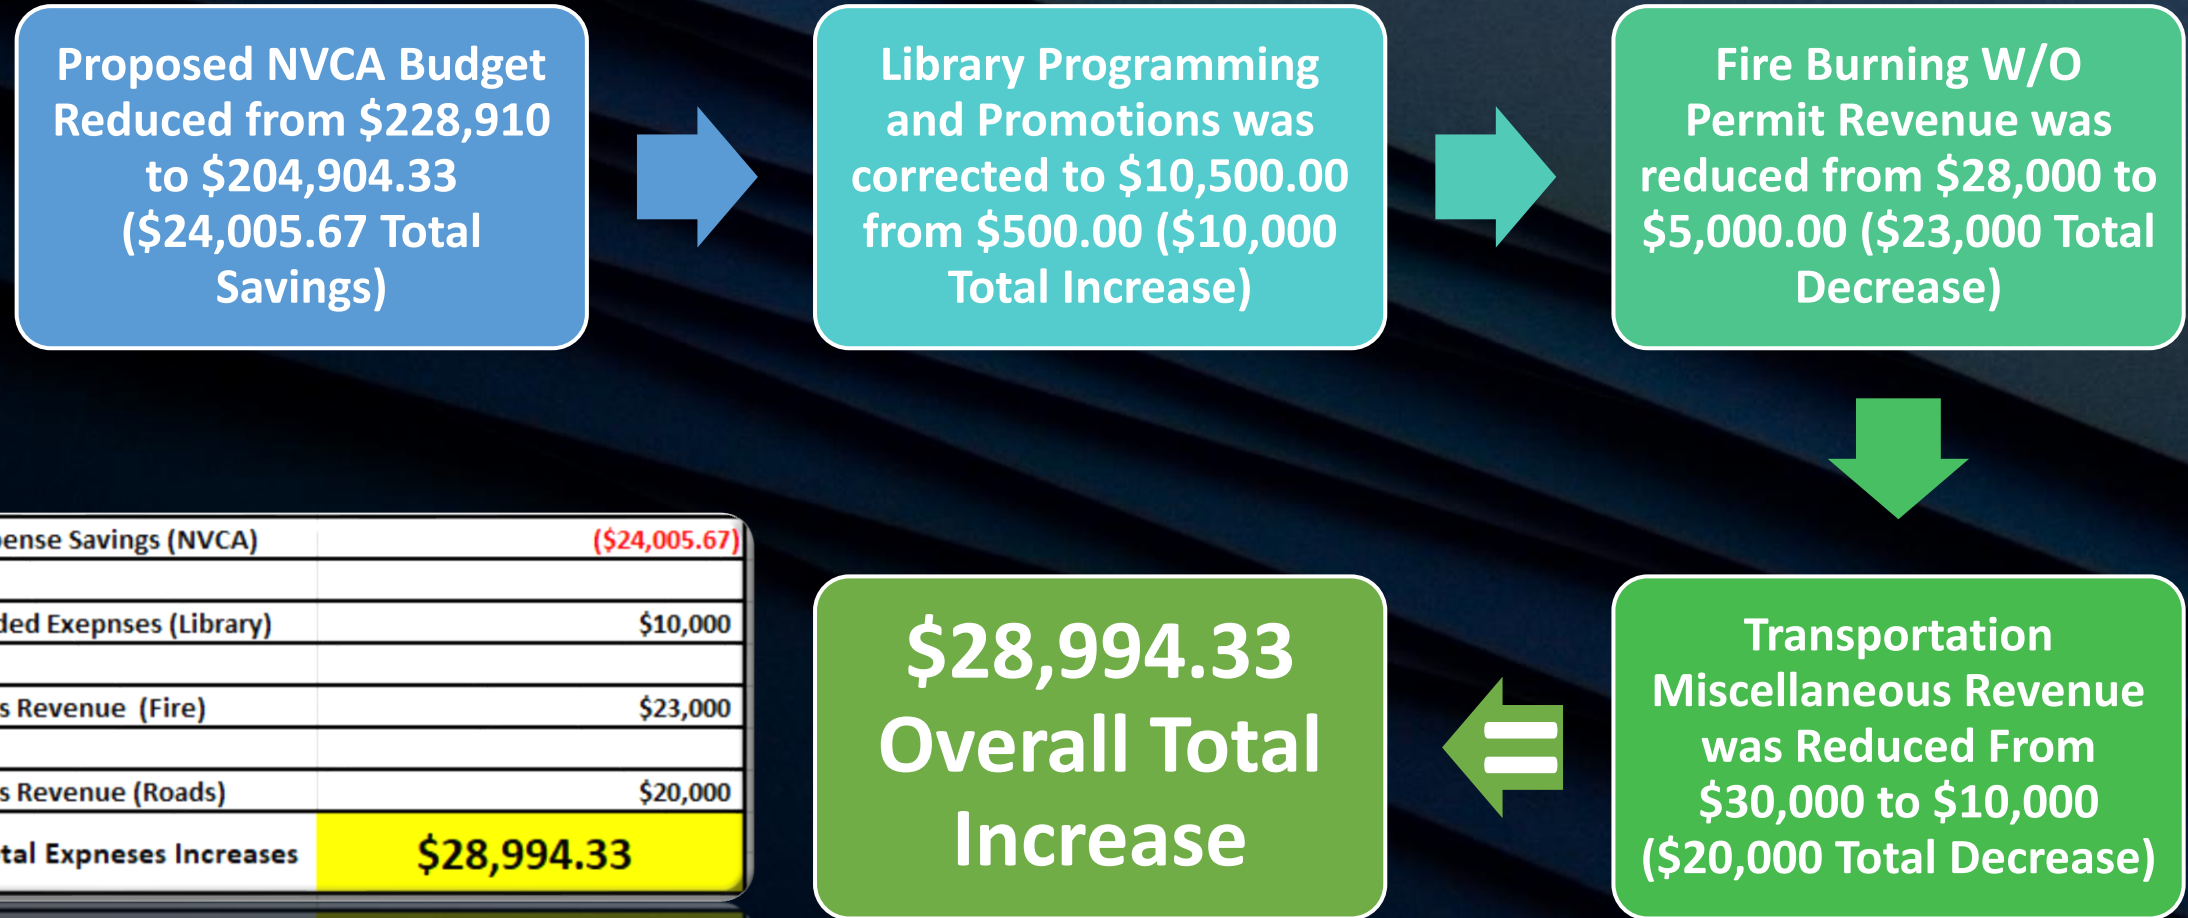 Proposed NVCA Budget
Reduced from $228,910
to $204,904.33
($24,005.67 Total
Savings)
Library Programming
and Promotions was
corrected to $10,500.00
from $500.00 ($10,000
Total Increase)
Fire Burning W/O
Permit Revenue was
reduced from $28,000 to
$5,000.00 ($23,000 Total
Decrease)
Transportation
Miscellaneous Revenue
was Reduced From
$30,000 to $10,000
($20,000 Total Decrease)
=
$28,994.33
Overall Total
Increase
ense Savings (NVCA) ($24,005.67)
ded Exepnses (Library) $10,000
s Revenue (Fire) $23,000
s Revenue (Roads) $20,000
tal Expneses Increases $28,994.33